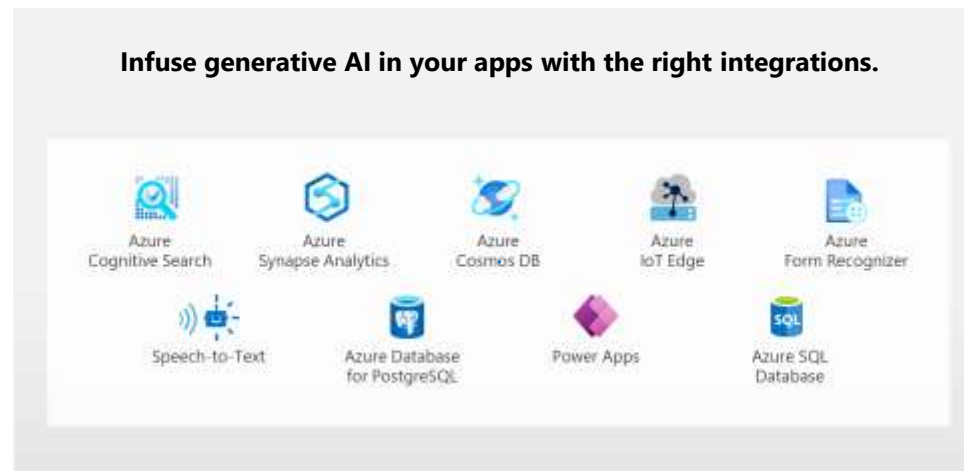 Infuse generative AI in your apps with the right integrations.
Azure
Cognitive Search
Azure
Synapse Analytics
Azure
Cosmos DB
Azure
IoT Edge
Azure
Form Recognizer
Speech-to-Text
Azure Database
for PostgreSQL
Power Apps
SQL
Azure SQL
Database